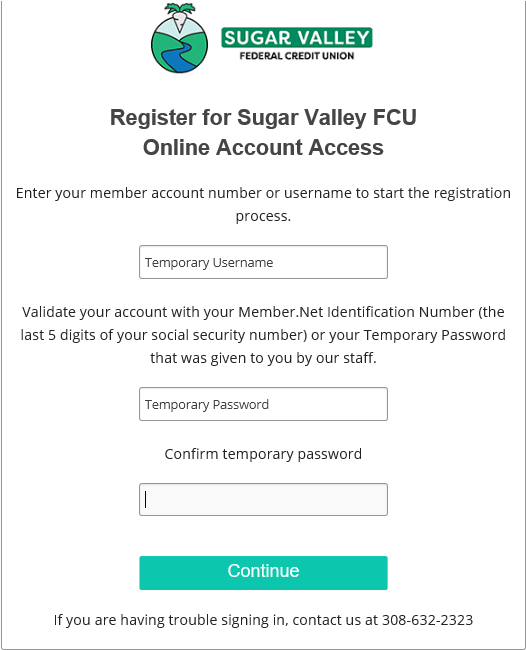 SUGAR VALLEY
FEDERAL CREDIT UNION
Register for Sugar Valley FCU
Online Account Access
Enter your member account number or username to start the registration
process.
Temporary Username
Validate your account with your Member.Net Identification Number (the
last 5 digits of your social security number) or your Temporary Password
that was given to you by our staff.
Temporary Password
Confirm temporary password
Continue
If you are having trouble signing in, contact us at 308-632-2323